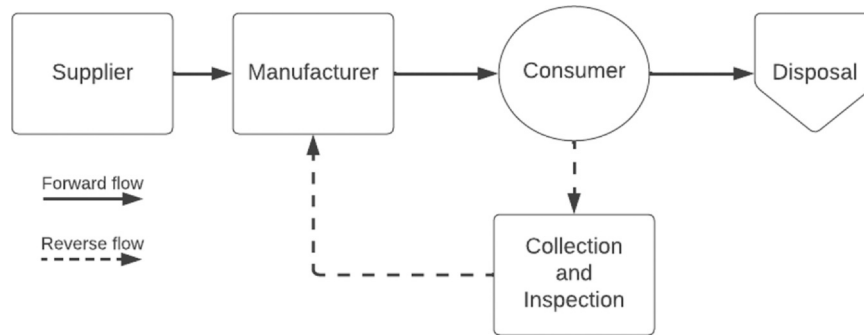 Supplier
Manufacturer
Consumer
Disposal
Forward flow
Reverse flow
Collection
and
Inspection